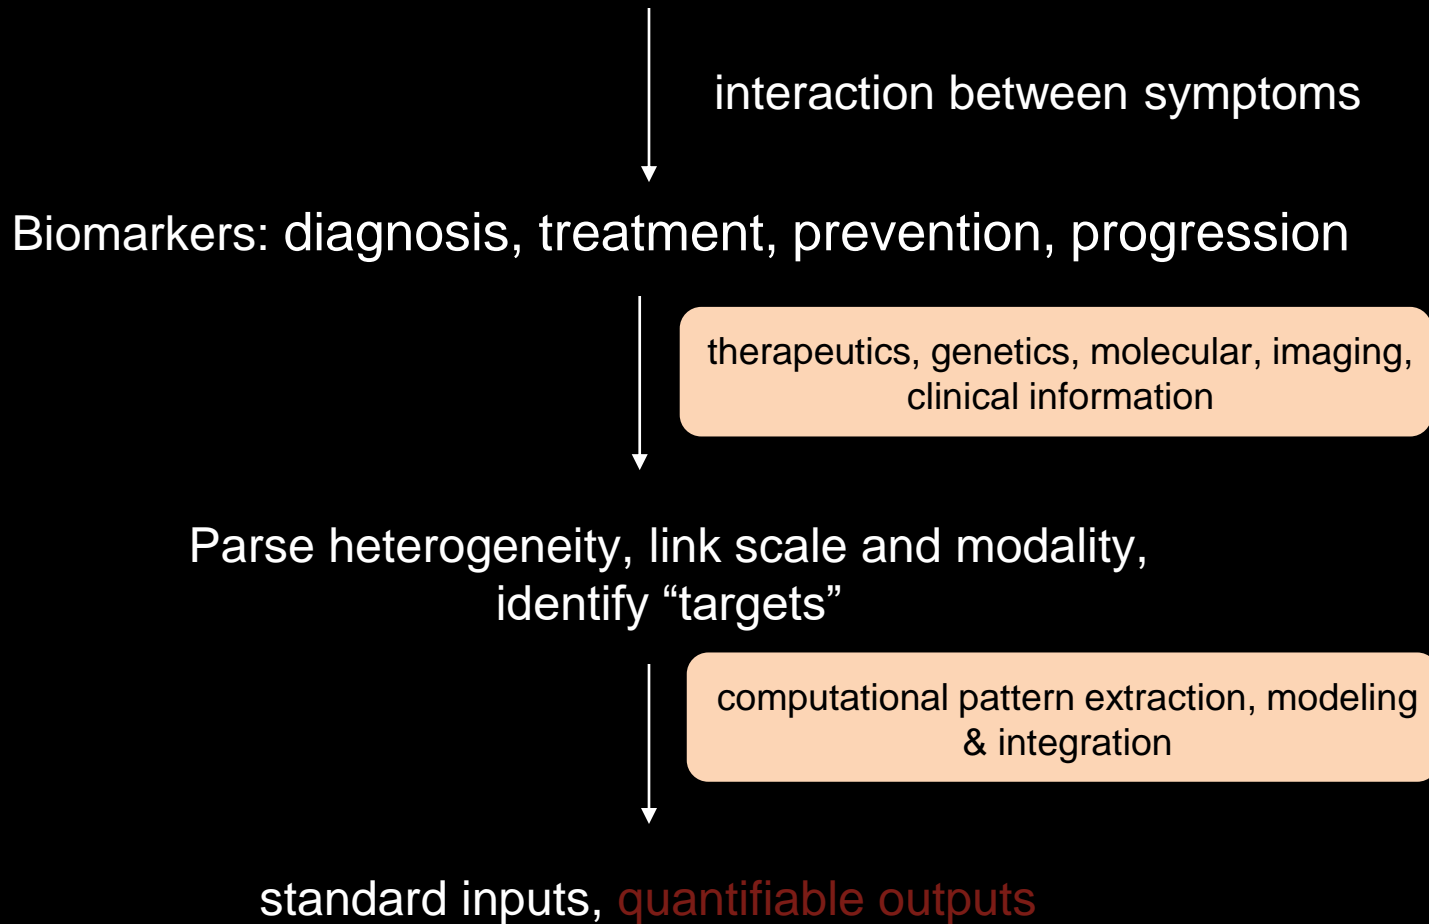 interaction between symptoms
Biomarkers: diagnosis, treatment, prevention, progression
therapeutics, genetics, molecular, imaging,
clinical information
Parse heterogeneity, link scale and modality,
identify “targets”
computational pattern extraction, modeling
& integration
standard inputs, quantifiable outputs